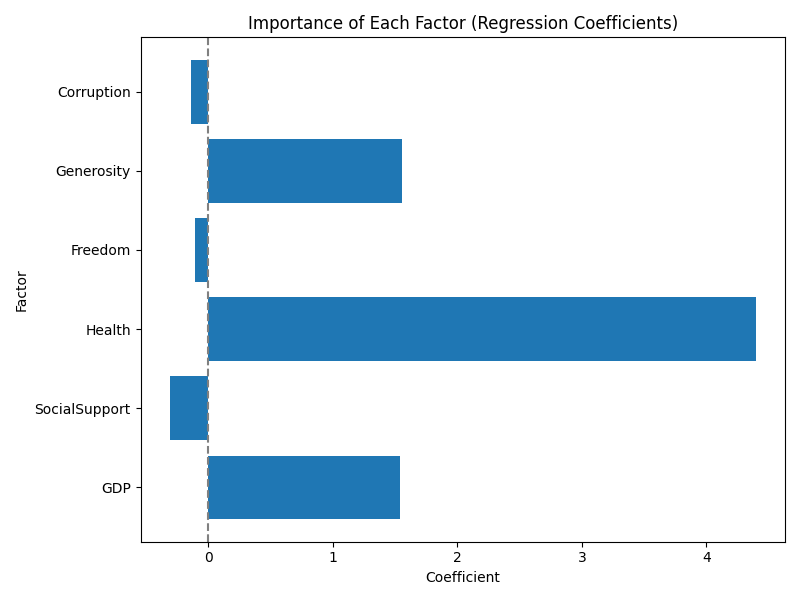 Importance of Each Factor (Regression Coefficients)
Corruption
Generosity
Freedom
Health
SocialSupport
GDP
Factor
0 1 2 3 4
Coefficient